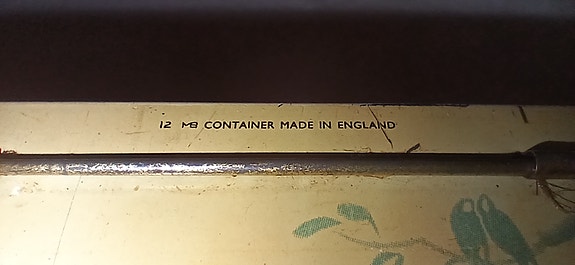 12 MB CONTAINER MADE IN ENGLAND